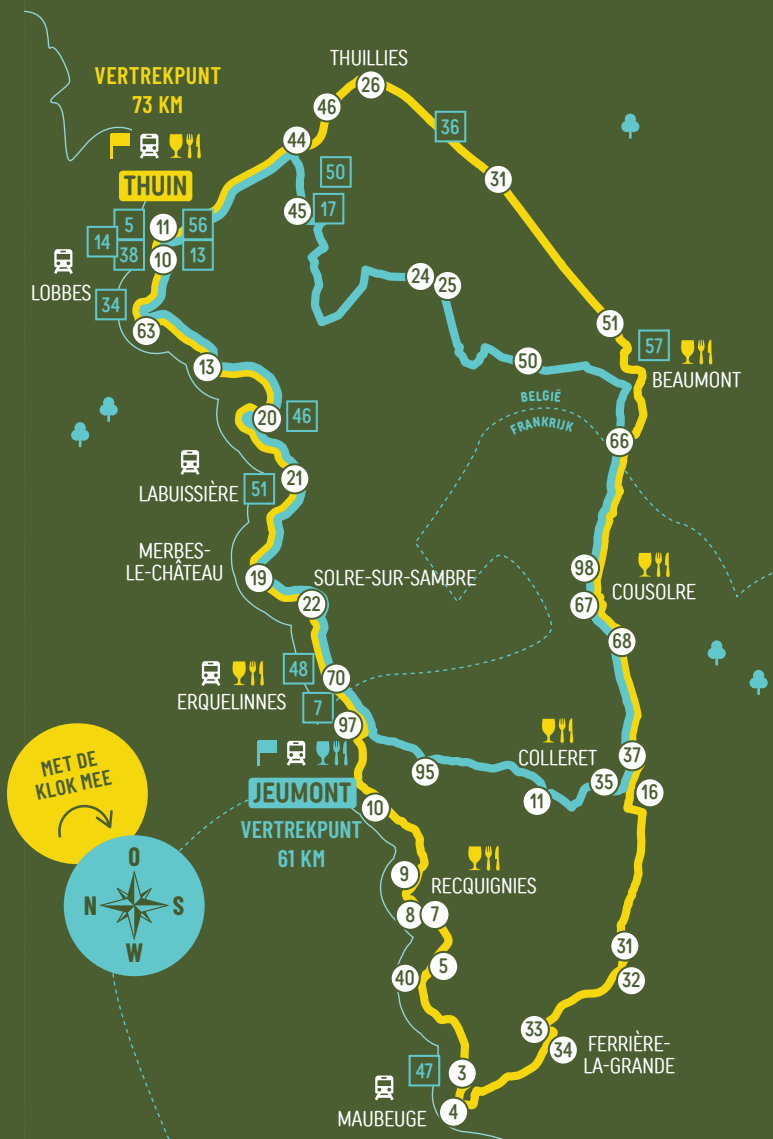 THUILLIES
VERTREKPUNT
73 KM
26
46
36
44
THUIN
50
31
5
11
56
45
17
14
38
10
13
LOBBES
34
24
25
63
51
13
50
57
BEAUMONT
BELGIË
FRANKRIJK
20
46
66
21
LABUISSIÈRE
51
MERBES-
LE-CHÂTEAU
19
SOLRE-SUR-SAMBRE
98
COUSOLRE
22
67
68
48
70
ERQUELINNES
7
97
MET DE
KLOK MEE
COLLERET
37
95
35
16
JEUMONT
11
10
VERTREKPUNT
61 KM
O
N
S
W
9
RECQUIGNIES
8
7
31
5
40
32
33
34
FERRIÈRE-
LA-GRANDE
47
3
4
MAUBEUGE